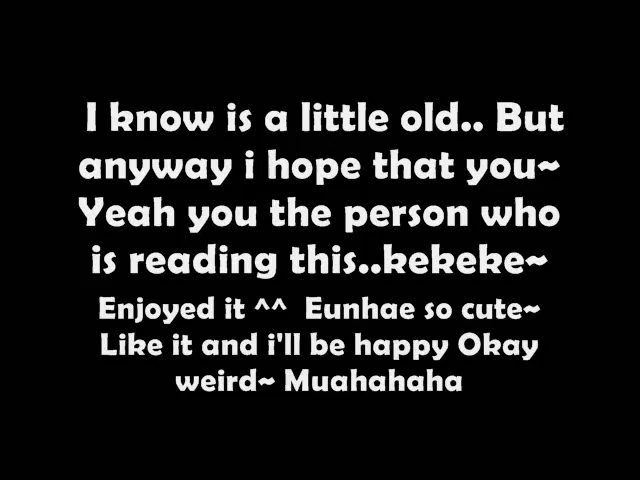 I know is a little old.. But
anyway i hope that you~
Yeah you the person who
is reading this..kekeke~
Enjoyed it ^^  Eunhae so cute~
Like it and i'll be happy Okay
weird~ Muahahaha